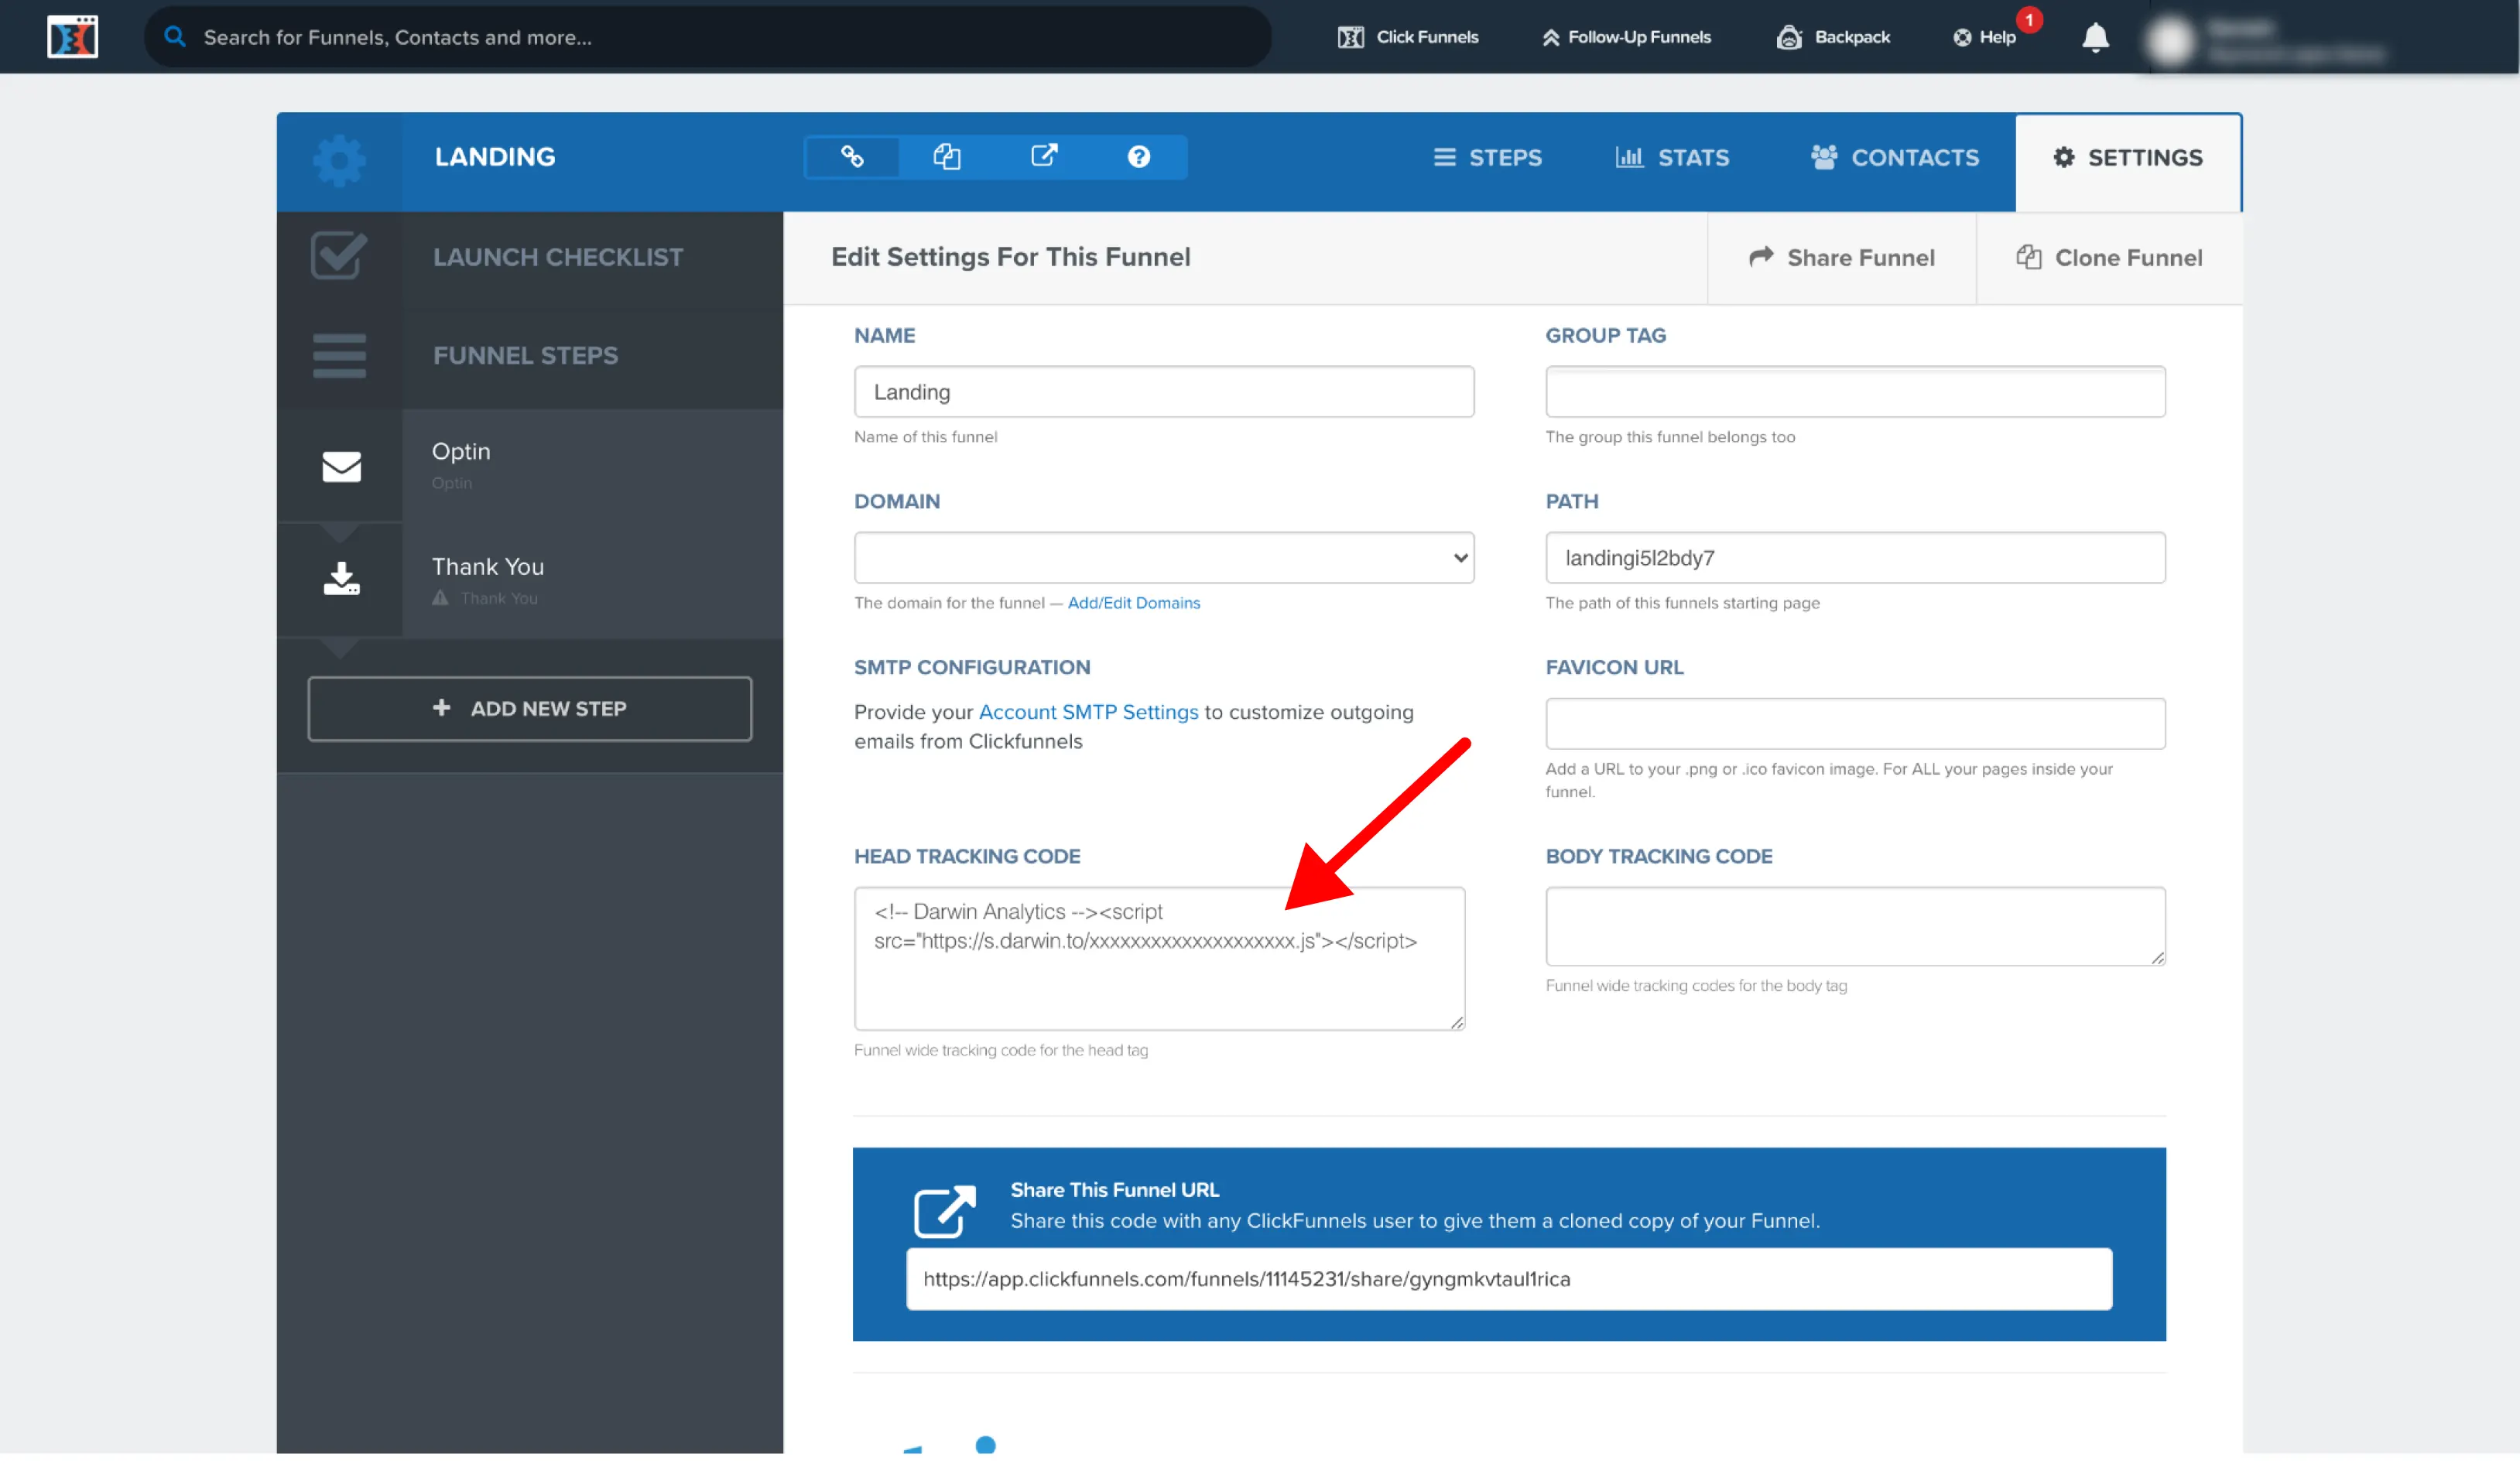 Search for Funnels, Contacts and more...
Click Funnels
Follow-Up Funnels
Backpack
Help
1
LANDING
STEPS
STATS
CONTACTS
SETTINGS
LAUNCH CHECKLIST
FUNNEL STEPS
Optin
Optin
Thank You
Thank You
+ ADD NEW STEP
Edit Settings For This Funnel
Share Funnel
Clone Funnel
NAME
Landing
Name of this funnel
GROUP TAG
The group this funnel belongs too
DOMAIN
The domain for the funnel — Add/Edit Domains
PATH
landingi5l2bdy7
The path of this funnels starting page
SMTP CONFIGURATION
Provide your Account SMTP Settings to customize outgoing
emails from Clickfunnels
FAVICON URL
Add a URL to your .png or .ico favicon image. For ALL your pages inside your
funnel.
HEAD TRACKING CODE
<!-- Darwin Analytics --><script
src="https://s.darwin.to/xxxxxxxxxxxxxxxxxxxx.js"></script>
Funnel wide tracking code for the head tag
BODY TRACKING CODE
Funnel wide tracking codes for the body tag
Share This Funnel URL
Share this code with any ClickFunnels user to give them a cloned copy of your Funnel.
https://app.clickfunnels.com/funnels/11145231/share/gyngmkvtaul1rica